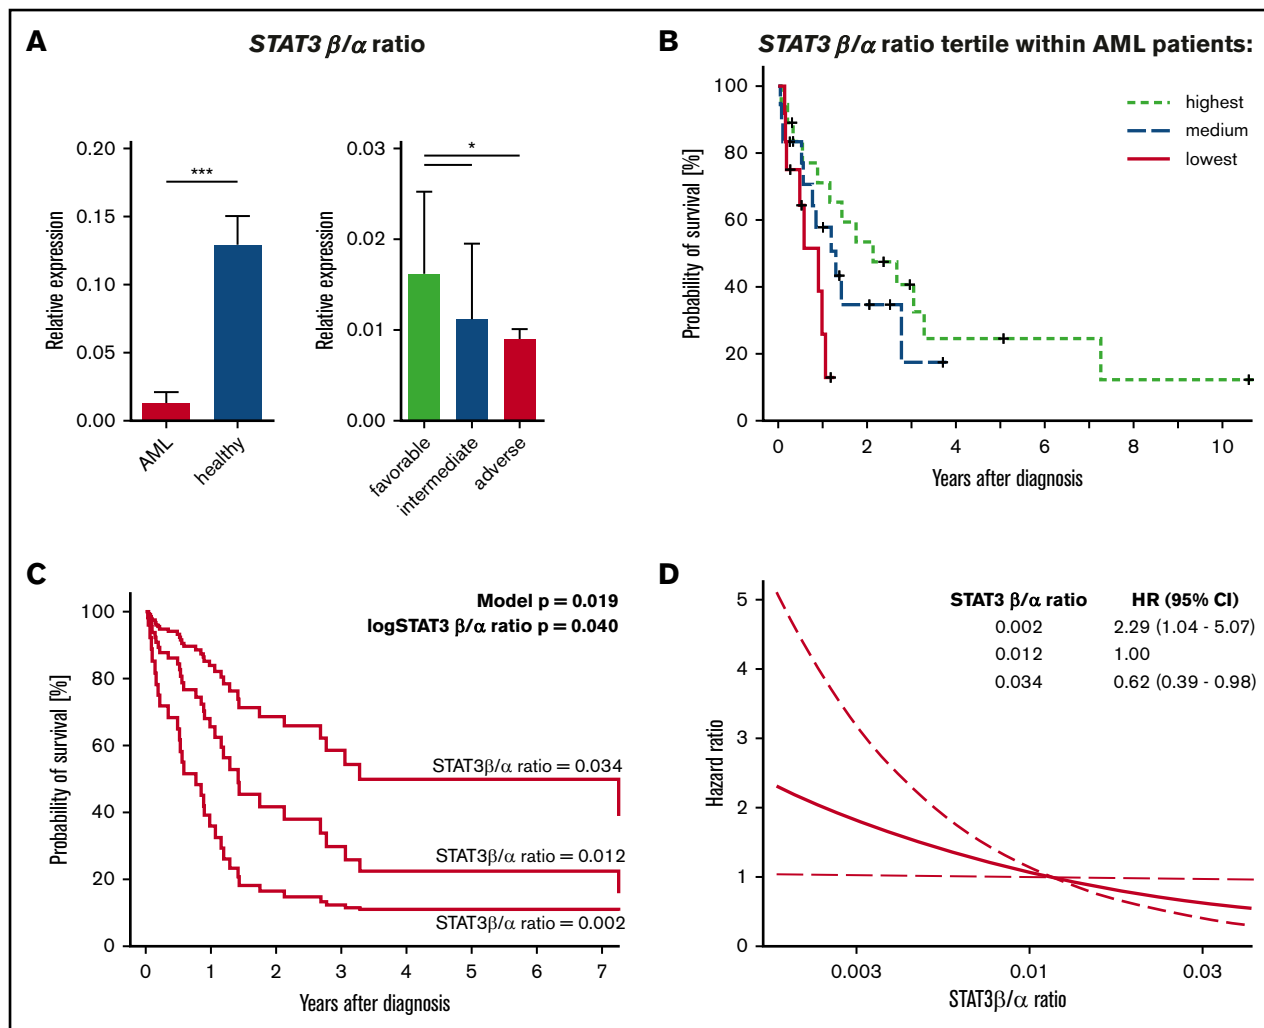 A
STAT3 β/α ratio
Relative expression
0.20
0.15
0.10
0.05
0.00
***
AML
healthy
Relative expression
0.03
0.02
0.01
0.00
*
favorable
intermediate
adverse
B
STAT3 β/α ratio tertile within AML patients:
Probability of survival [%]
100
80
60
40
20
0
highest
medium
lowest
0
2
4
6
8
10
Years after diagnosis
C
Probability of survival [%]
100
80
60
40
20
0
Model p = 0.019
logSTAT3 β/α ratio p = 0.040
STAT3β/α ratio = 0.034
STAT3β/α ratio = 0.012
STAT3β/α ratio = 0.002
0 1 2 3 4 5 6 7
Years after diagnosis
D
Hazard ratio
5
4
3
2
1
0
STAT3 β/α ratio HR (95% CI)
0.002 2.29 (1.04 - 5.07)
0.012 1.00
0.034 0.62 (0.39 - 0.98)
0.003 0.01 0.03
STAT3β/α ratio